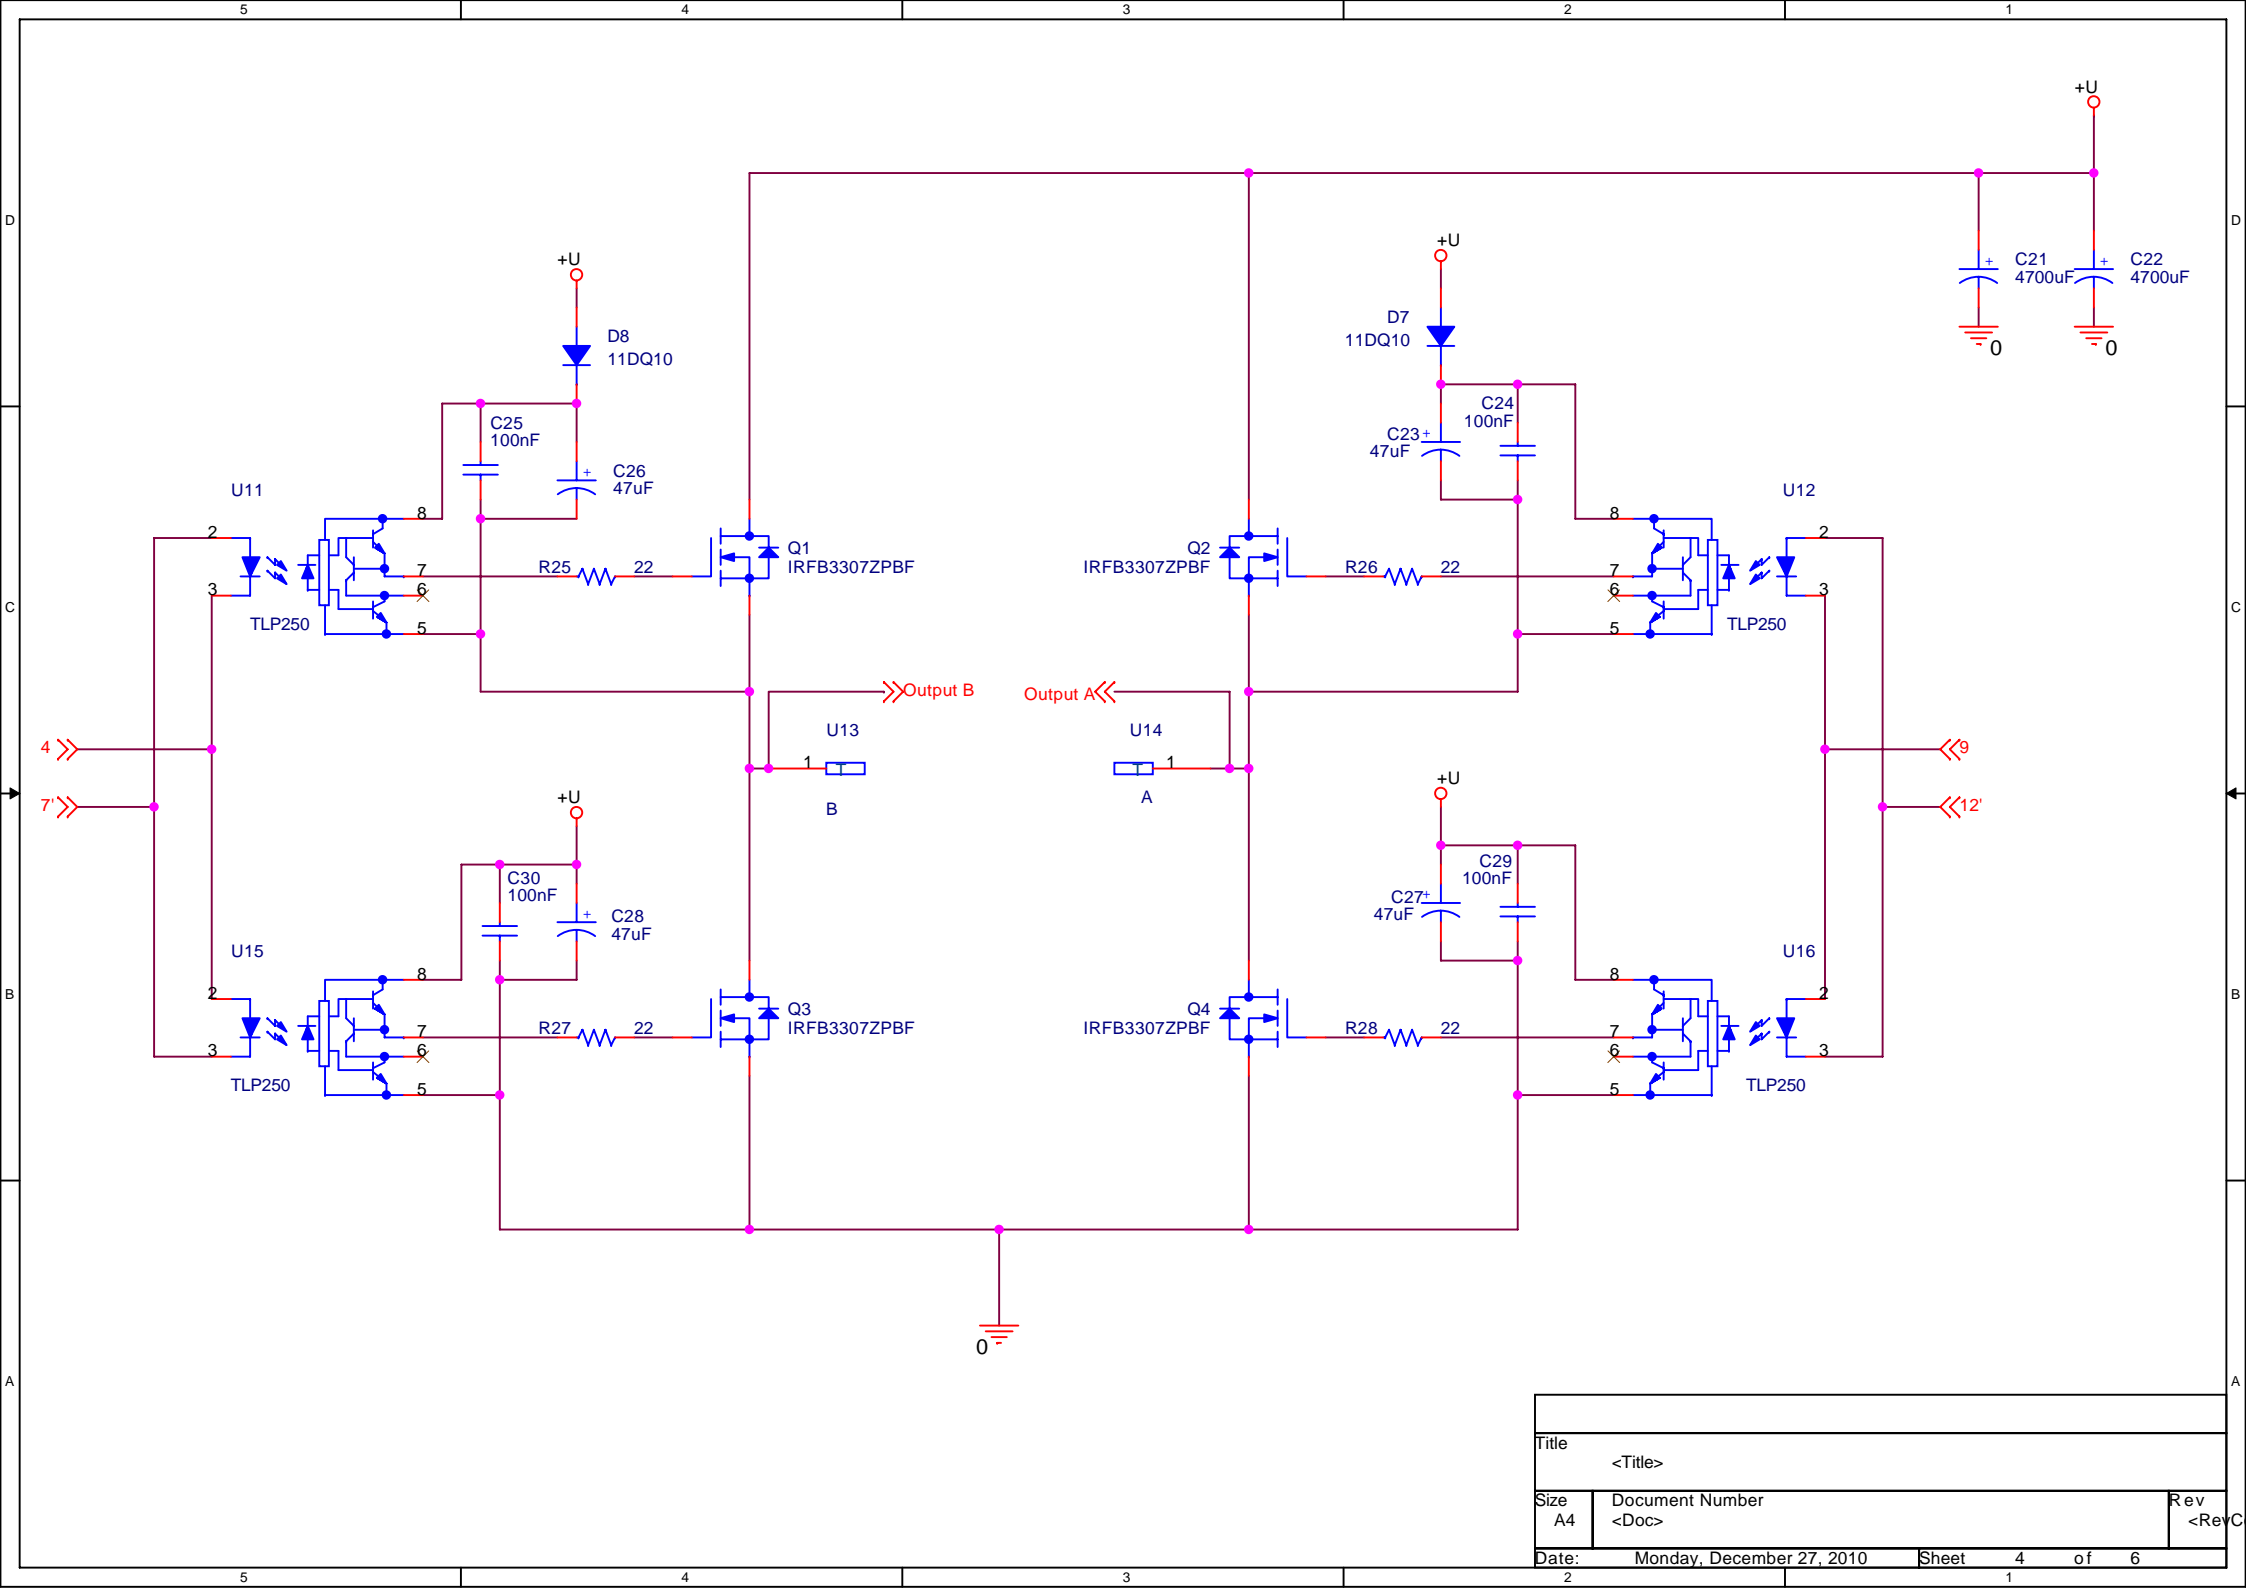 5 4 3 2 1
+U
D D
+U
+U
C21
4700uF
C22
4700uF
D7
11DQ10
D8
11DQ10
0 0
C25
100nF
C24
100nF
C23
47uF
C26
47uF
U11
U12
8
2
7
6
3
5
TLP250
R25 22
Q1
IRFB3307ZPBF
Q2
IRFB3307ZPBF
R26 22
8
2
7
6
3
5
TLP250
C C
Output B
Output A
U13
1
B
U14
1
A
4
7'
9
12'
+U
+U
C30
100nF
C28
47uF
C29
100nF
C27
47uF
U15
U16
B B
8
2
7
6
3
5
TLP250
R27 22
Q3
IRFB3307ZPBF
Q4
IRFB3307ZPBF
R28 22
8
2
7
6
3
5
TLP250
0
A A
Title
<Title>
Size
A4
Document Number
<Doc>
Rev
<RevC
Date: Monday, December 27, 2010 Sheet 4 of 6
5 4 3 2 1